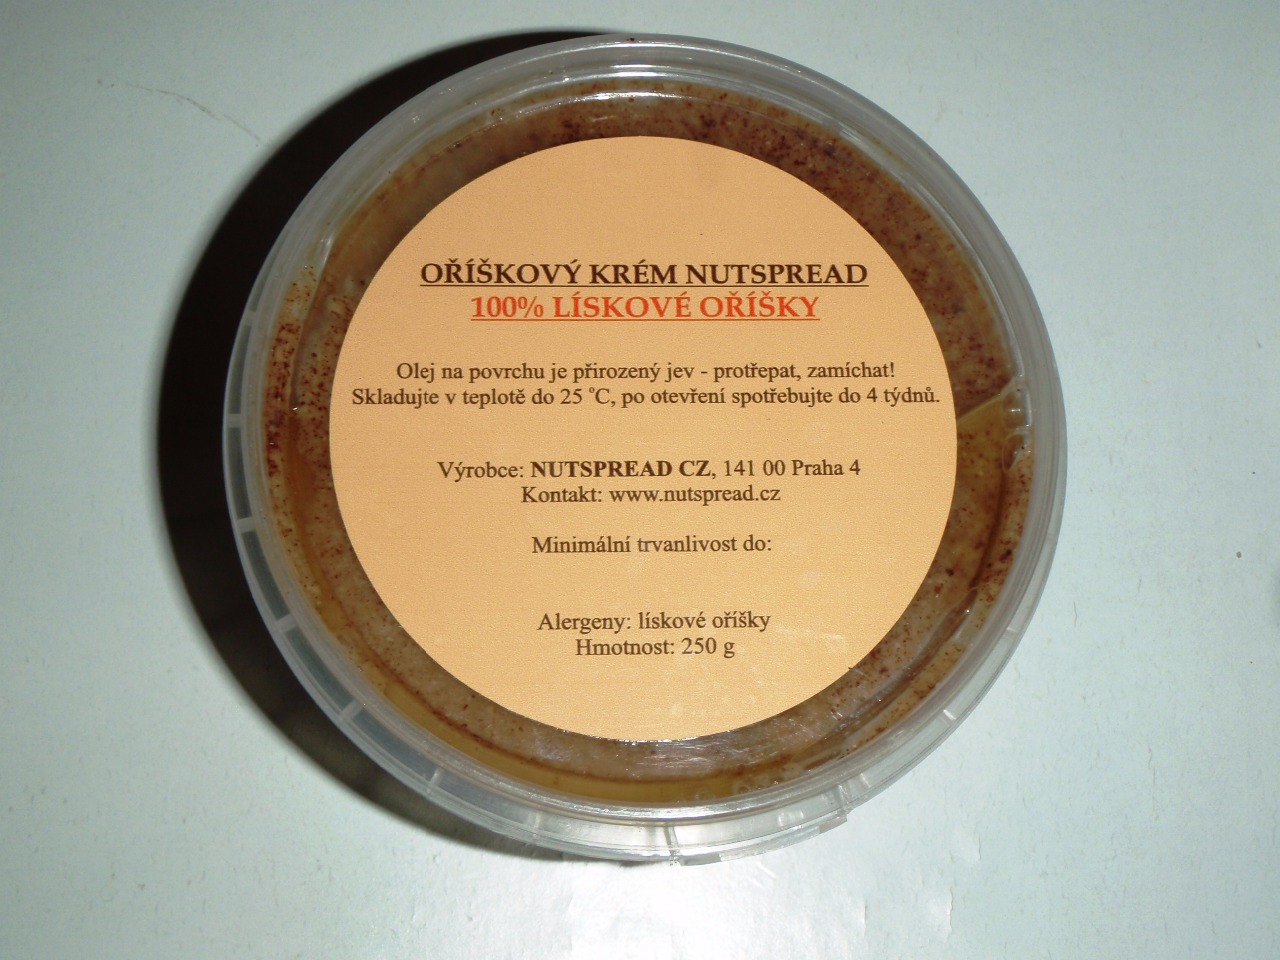 OŘÍŠKOVÝ KRÉM NUTSPREAD
100% LÍSKOVÉ OŘÍŠKY
Olej na povrchu je přirozený jev - protřepat, zamíchat!
Skladujte v teplotě do 25 °C, po otevření spotřebujte do 4 týdnů.
Výrobce: NUTSPREAD CZ, 141 00 Praha 4
Kontakt: www.nutspread.cz
Minimální trvanlivost do:
Alergeny: lískové oříšky
Hmotnost: 250 g